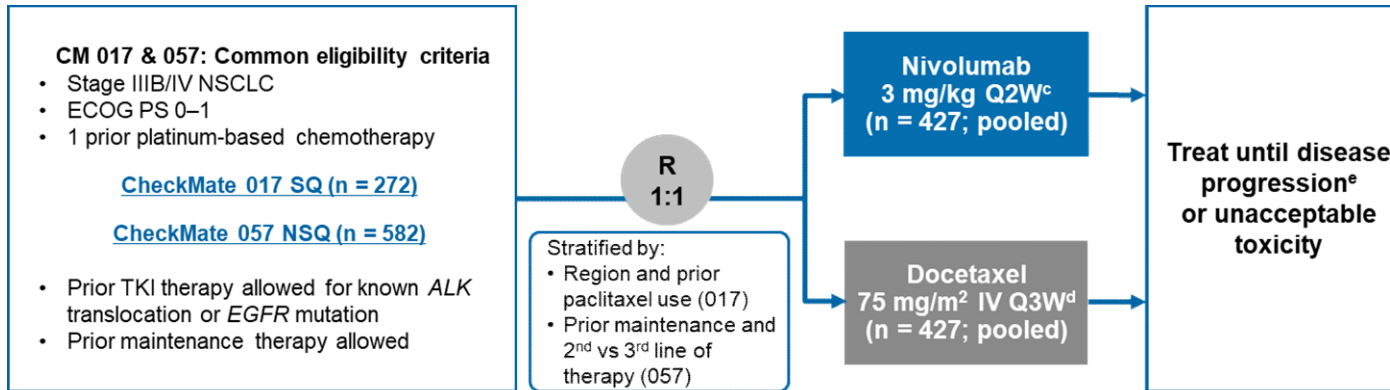 CM 017 & 057: Common eligibility criteria
• Stage IIIB/IV NSCLC
• ECOG PS 0–1
• 1 prior platinum-based chemotherapy
CheckMate 017 SQ (n = 272)
CheckMate 057 NSQ (n = 582)
• Prior TKI therapy allowed for known ALK
translocation or EGFR mutation
• Prior maintenance therapy allowed
R
1:1
Stratified by:
• Region and prior
paclitaxel use (017)
• Prior maintenance and
2nd vs 3rd line of
therapy (057)
Nivolumab
3 mg/kg Q2Wc
(n = 427; pooled)
Docetaxel
75 mg/m2 IV Q3Wd
(n = 427; pooled)
Treat until disease
progressione
or unacceptable
toxicity